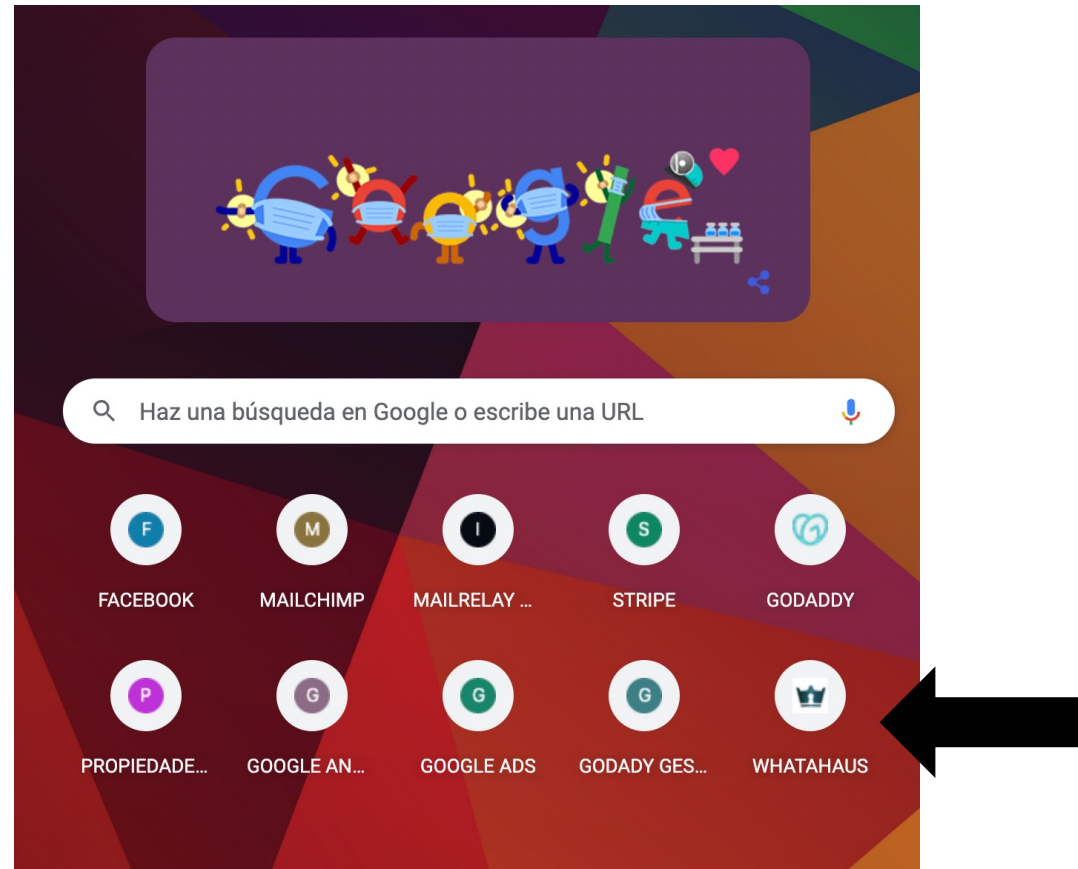 Google
Haz una búsqueda en Google o escribe una URL
F M I S
FACEBOOK MAILCHIMP MAILRELAY ... STRIPE GODADDY
P G G G
PROPIEDADE... GOOGLE AN... GOOGLE ADS GODADY GES... WHATAHAUS